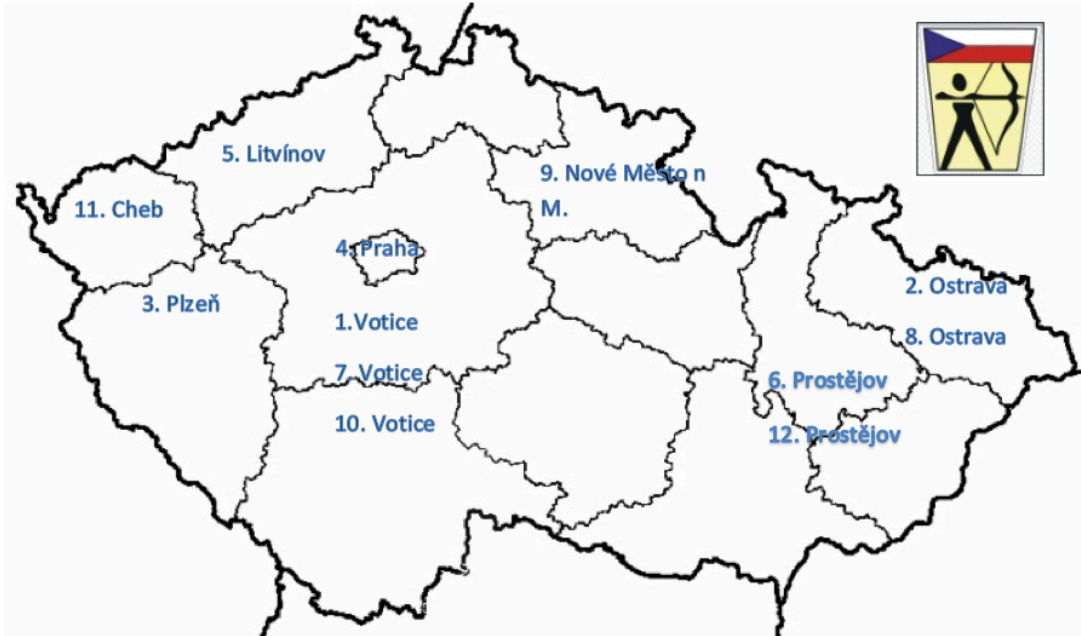 5. Litvínov
9. Nové Město n
M.
11. Cheb
4. Praha
2. Ostrava
3. Plzeň
1.Votice
8. Ostrava
7. Votice
6. Prostějov
10. Votice
12. Prostějov